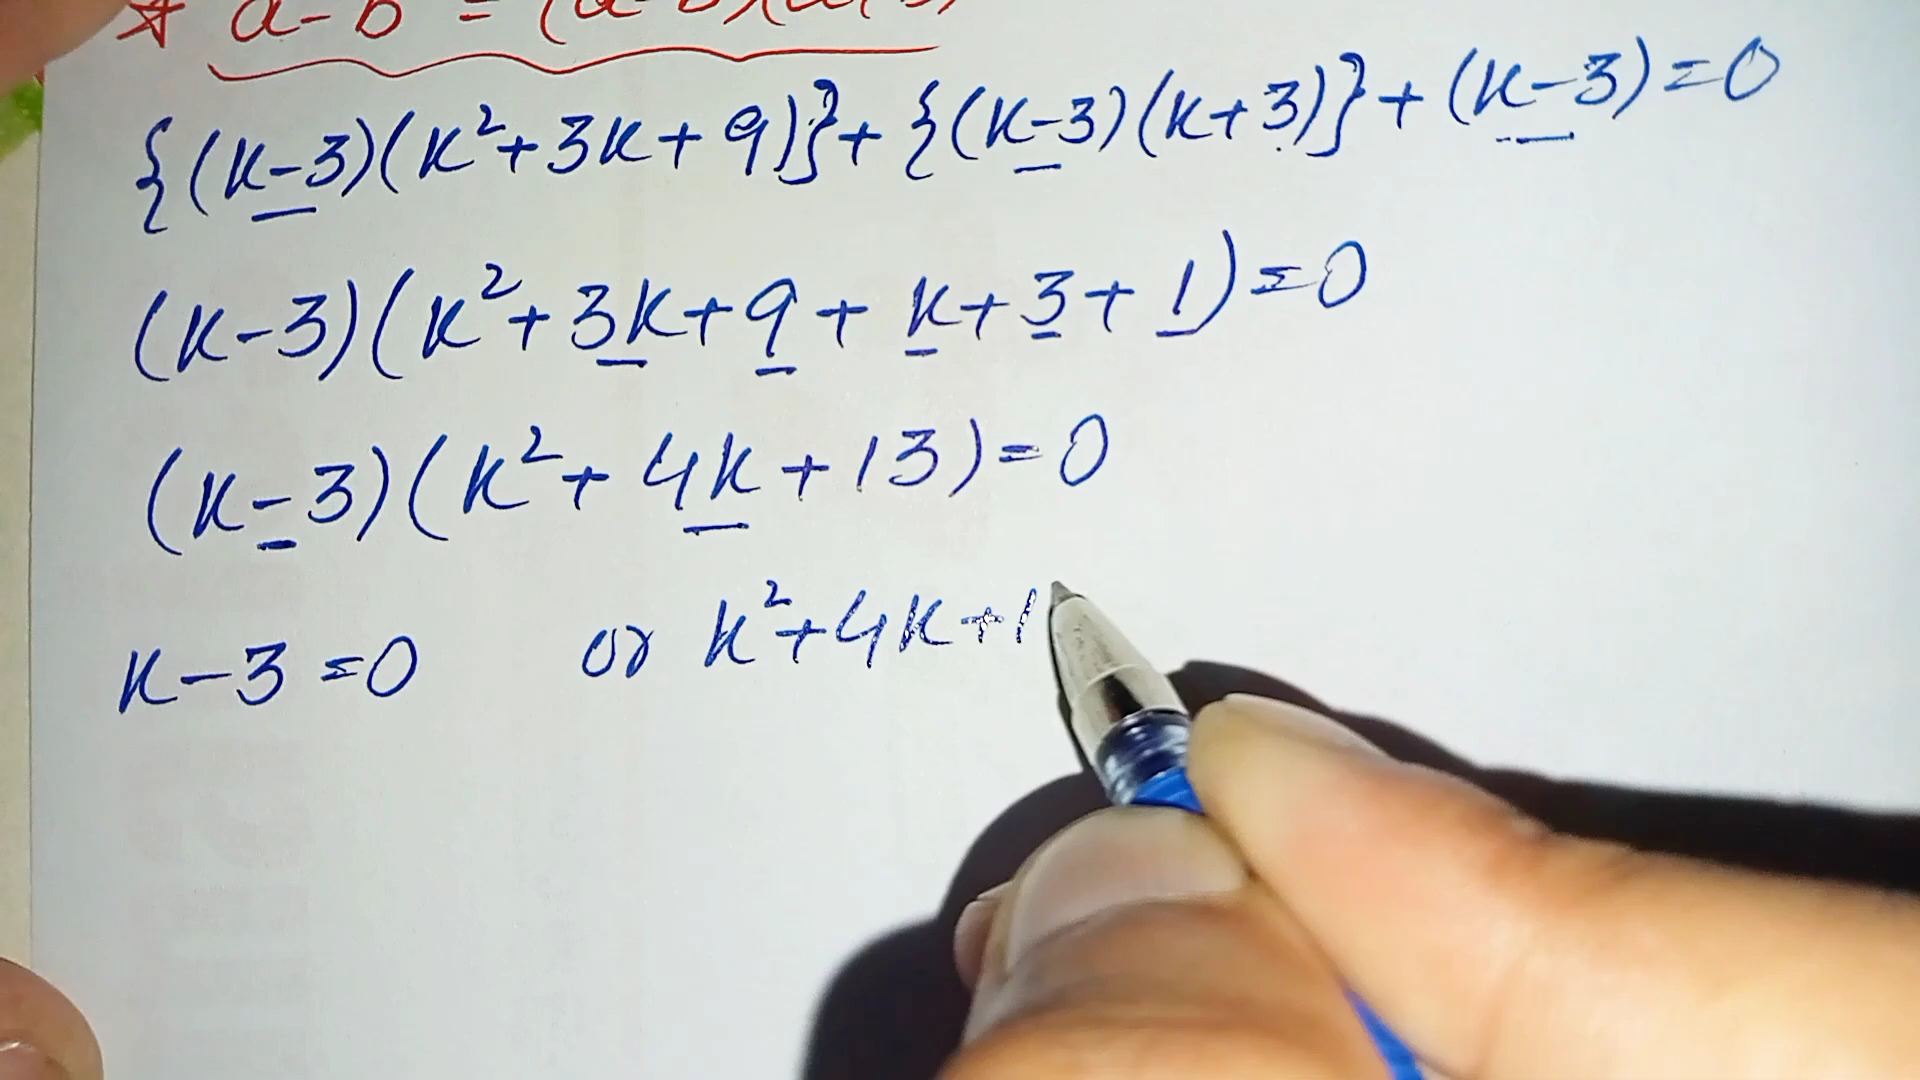 {(K-3)(K²+3K+9)}+{(K-3)(K+3)}+(K-3)=0
(K-3)(K²+3K+9+K+3+1)=0
(K-3)(K²+4K+13)=0
K-3=0 or K²+4K+1